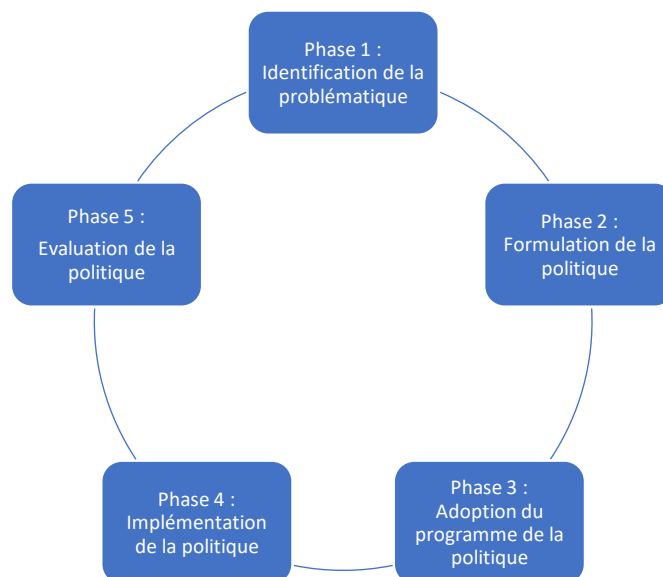 Phase 1 :
Identification de la
problématique
Phase 2 :
Formulation de la
politique
Phase 3 :
Adoption du
programme de la
politique
Phase 4 :
Implémentation
de la politique
Phase 5 :
Evaluation de la
politique